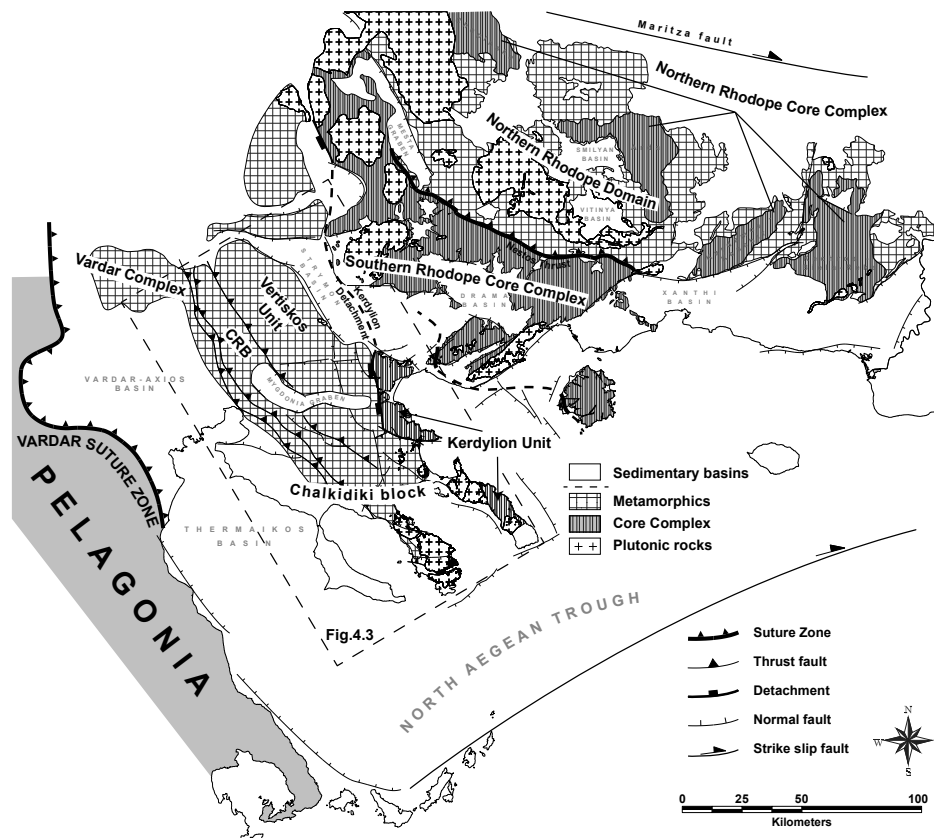 Maritza fault
Northern Rhodope Core Complex
MESTA
GRABEN
Northern Rhodope Domain
SMILYAN
BASIN
VITINYA
BASIN
Nestos Thrust
Southern Rhodope Core Complex
DRAMA
BASIN
XANTHI
BASIN
STRYMON
BASIN
Kerdylion
Detachment
Vardar Complex
Vertiskos
Unit
CRB
MYGDONIA GRABEN
VARDAR-AXIOS
BASIN
VARDAR SUTURE ZONE
PELAGONIA
Kerdylion Unit
Chalkidiki block
THERMAIKOS
BASIN
Fig.4.3
NORTH AEGEAN TROUGH
Sedimentary basins
Metamorphics
Core Complex
Plutonic rocks
Suture Zone
Thrust fault
Detachment
Normal fault
Strike slip fault
N
W
E
S
0 25 50 100
Kilometers